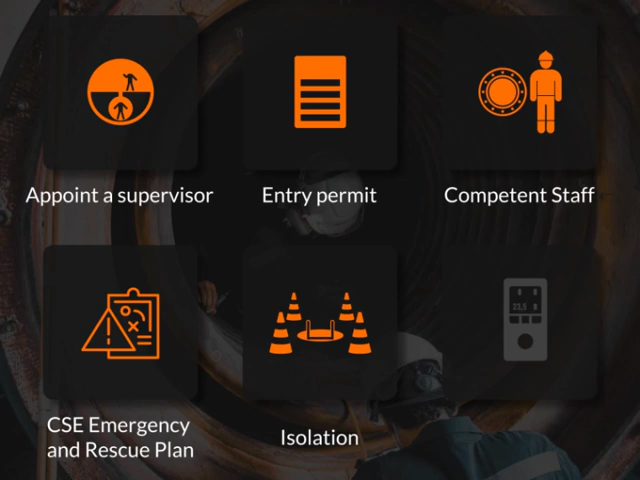 Appoint a supervisor
Entry permit
Competent Staff
CSE Emergency
and Rescue Plan
Isolation